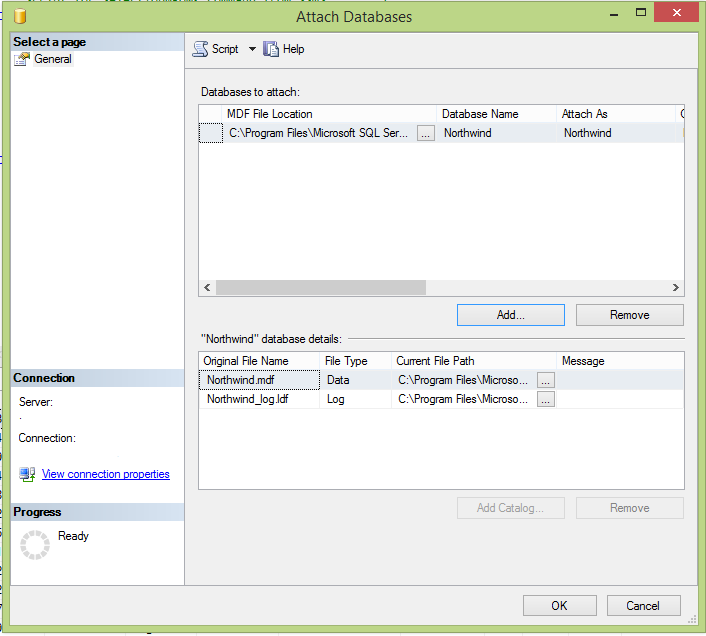 Attach Databases
Select a page
General
Script
Help
Databases to attach:
MDF File Location Database Name Attach As
C:\Program Files\Microsoft SQL Ser... ... Northwind Northwind
Add... Remove
"Northwind" database details:
Original File Name File Type Current File Path Message
Northwind.mdf Data C:\Program Files\Microso... ...
Northwind_log.ldf Log C:\Program Files\Microso... ...
Add Catalog... Remove
Connection
Server:
.
Connection:
View connection properties
Progress
Ready
OK Cancel